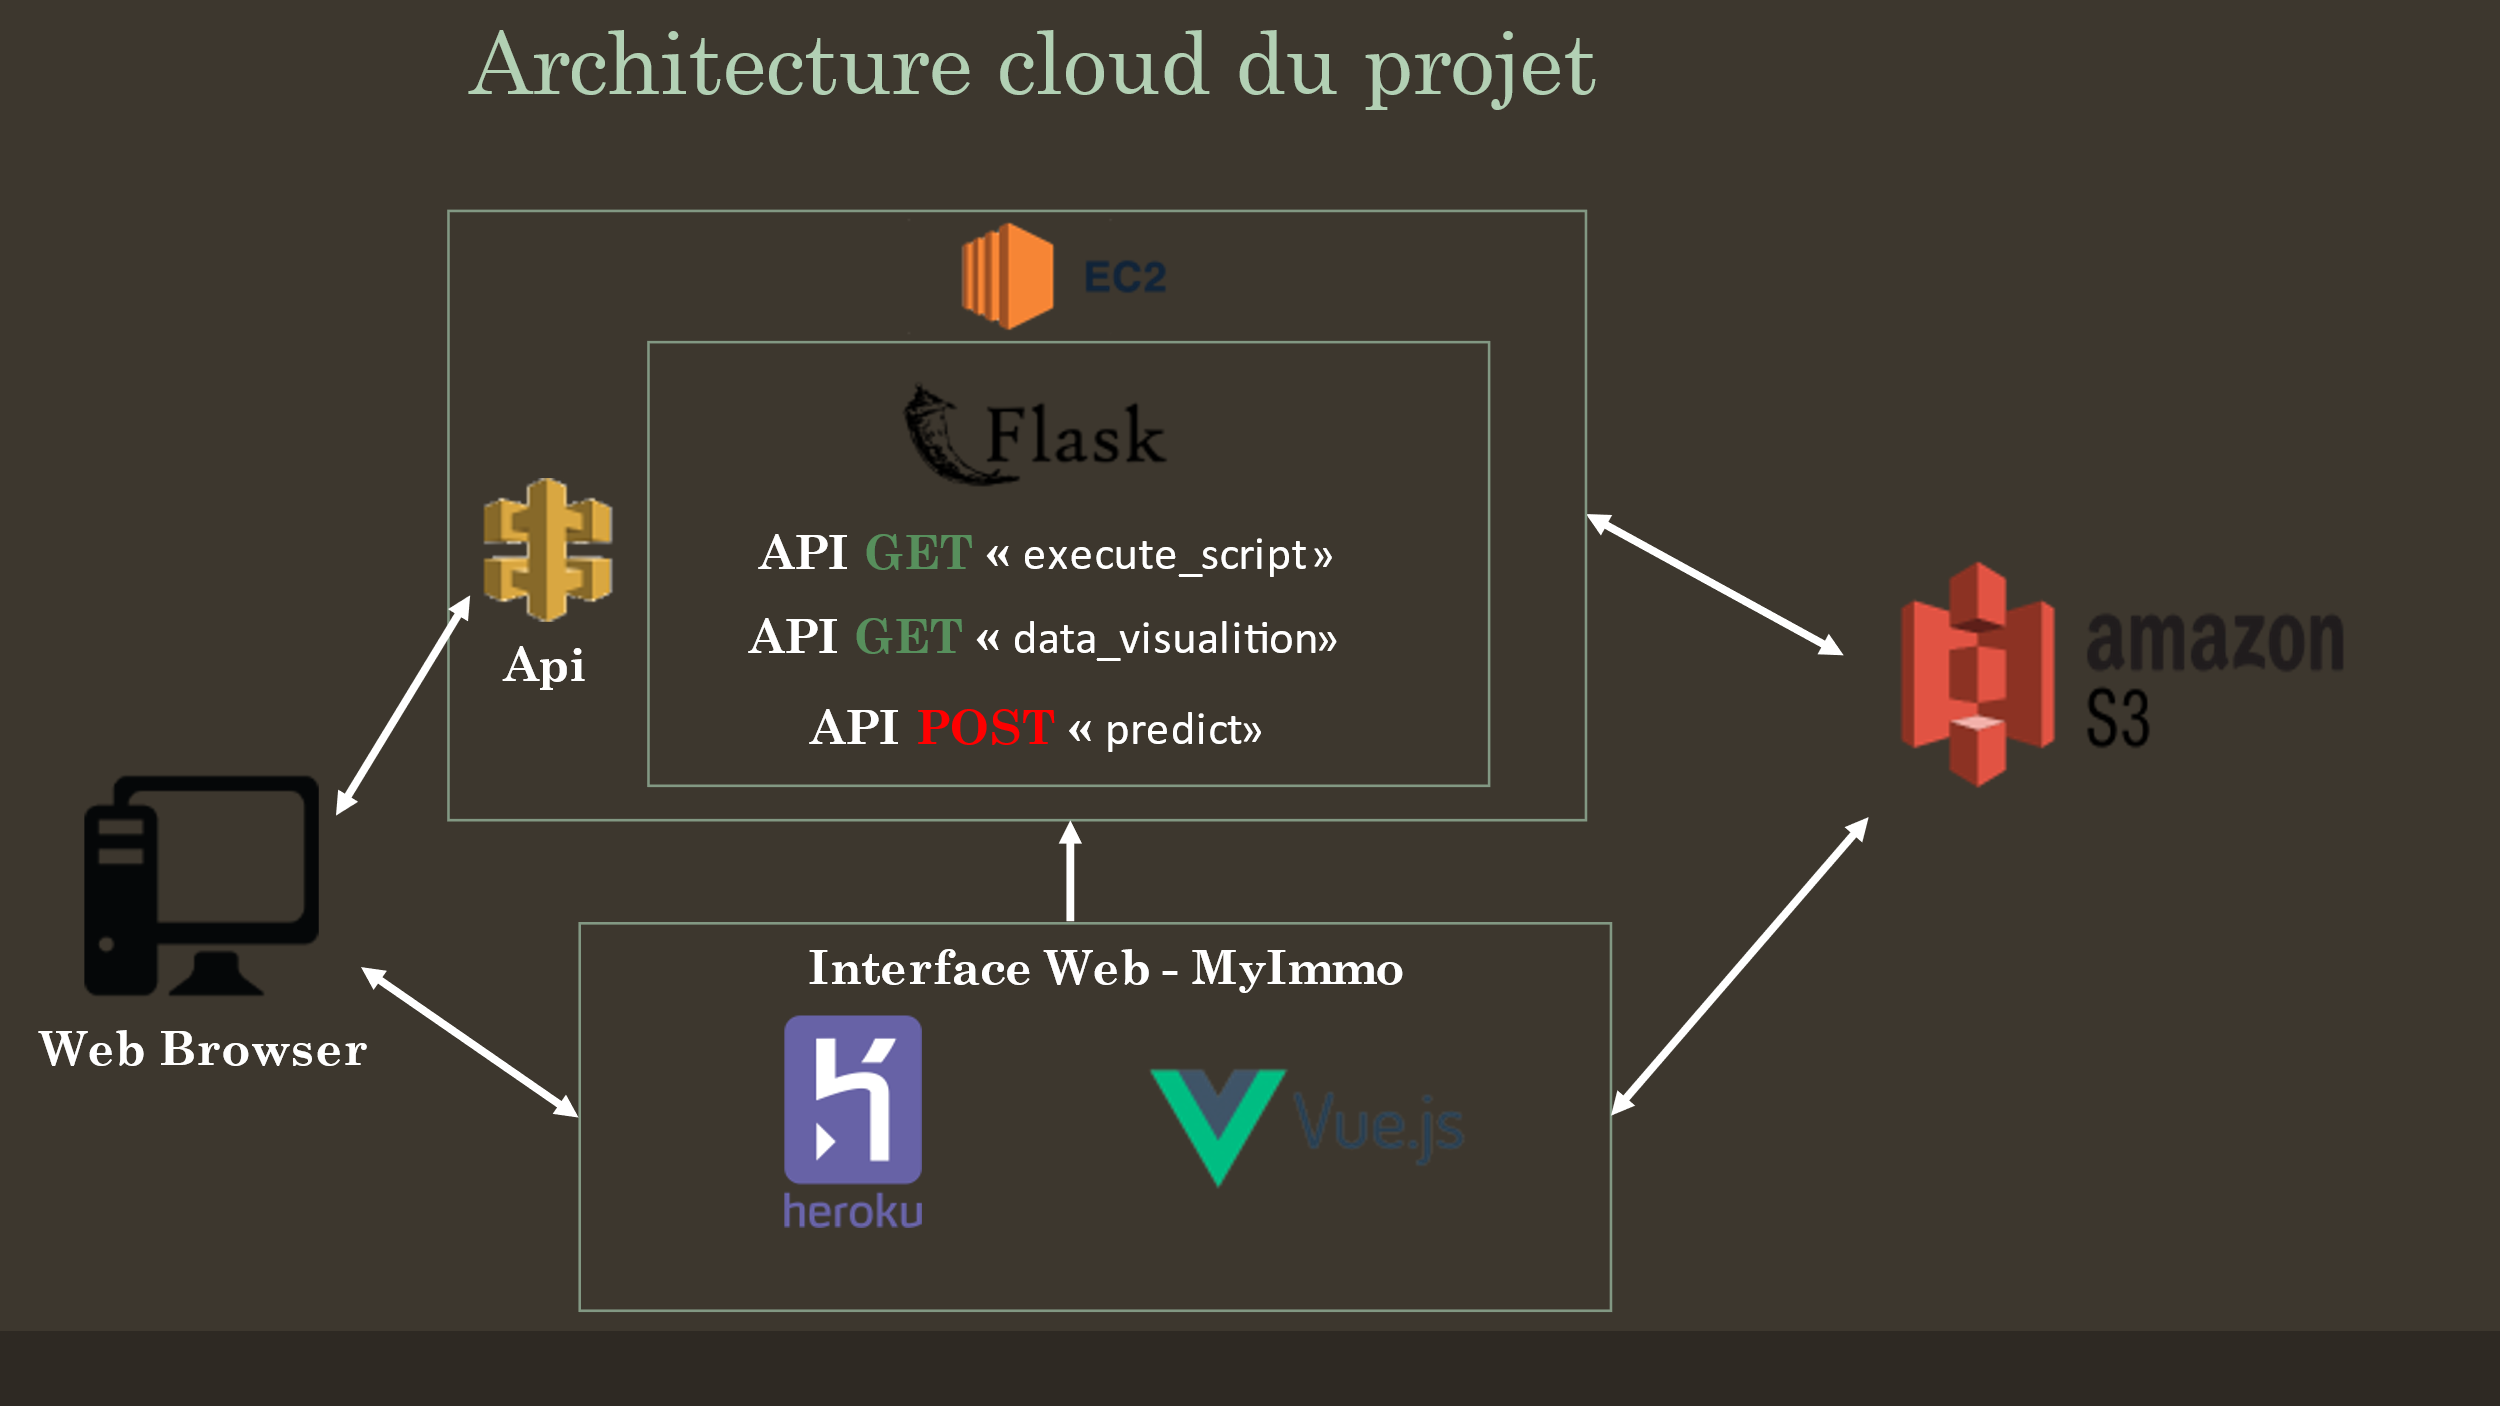 Architecture cloud du projet
EC2
Flask
API GET « execute_script »
API GET « data_visualition»
API POST « predict»
Api
amazon
S3
Web Browser
Interface Web - MyImmo
heroku
Vue.js